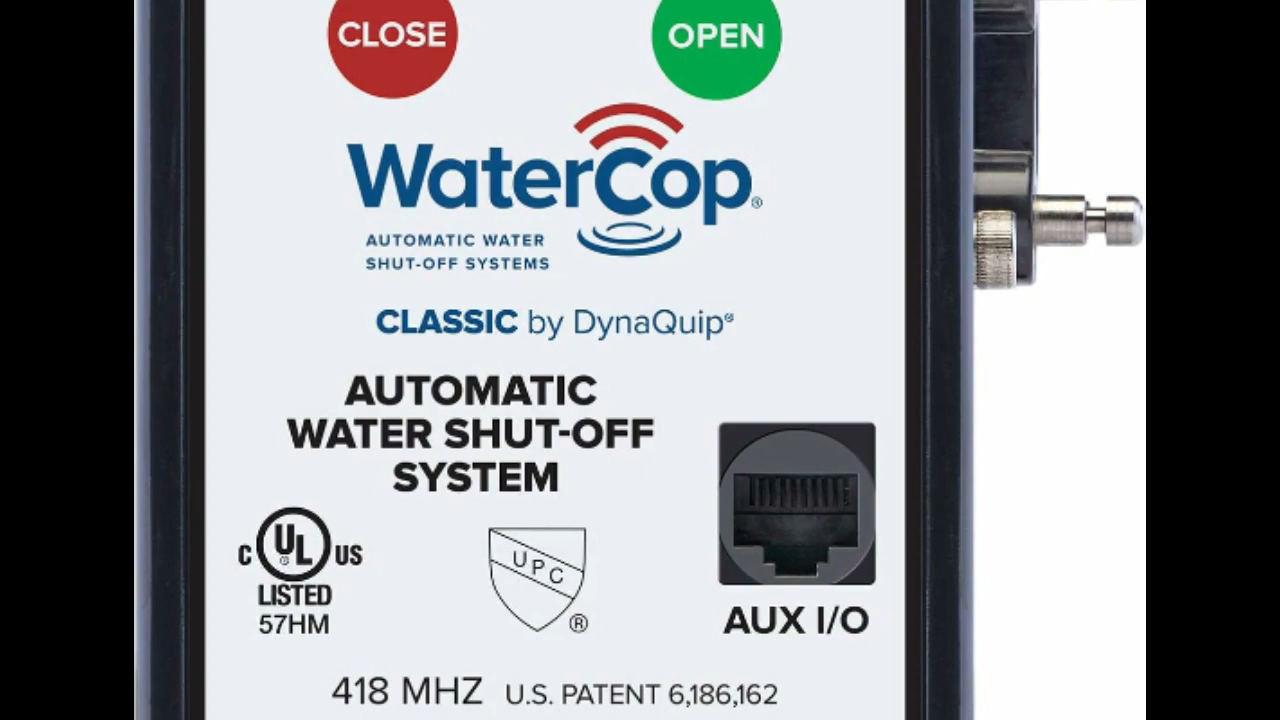 CLOSE OPEN
WaterCop®
AUTOMATIC WATER
SHUT-OFF SYSTEMS
CLASSIC by DynaQuip®
AUTOMATIC
WATER SHUT-OFF
SYSTEM
C UL® US
LISTED
57HM
UPC
®
AUX I/O
418 MHZ U.S. PATENT 6,186,162